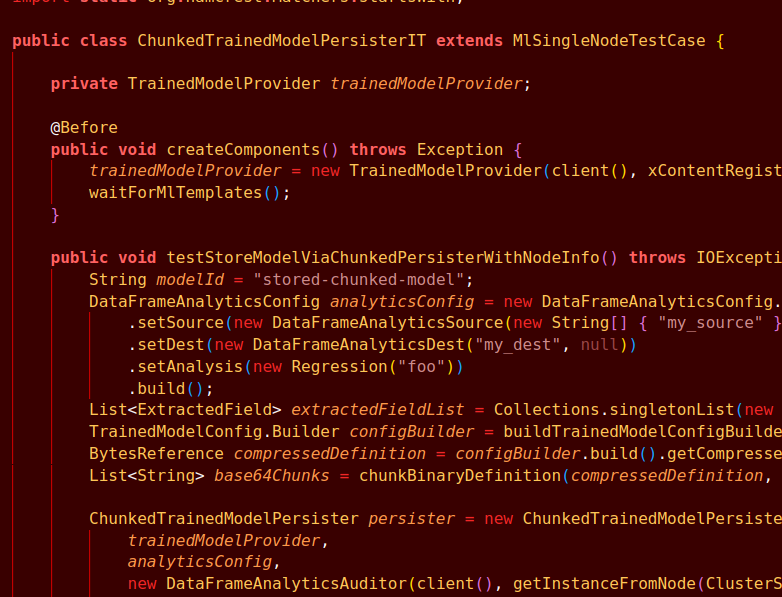 import static org.hamcrest.Matchers.startsWith;
public class ChunkedTrainedModelPersisterIT extends MlSingleNodeTestCase {
private TrainedModelProvider trainedModelProvider;
@Before
public void createComponents() throws Exception {
trainedModelProvider = new TrainedModelProvider(client(), xContentRegist
waitForMlTemplates();
}
public void testStoreModelViaChunkedPersisterWithNodeInfo() throws IOExcepti
String modelId = "stored-chunked-model";
DataFrameAnalyticsConfig analyticsConfig = new DataFrameAnalyticsConfig.
.setSource(new DataFrameAnalyticsSource(new String[] { "my_source" }
.setDest(new DataFrameAnalyticsDest("my_dest", null))
.setAnalysis(new Regression("foo"))
.build();
List<ExtractedField> extractedFieldList = Collections.singletonList(new
TrainedModelConfig.Builder configBuilder = buildTrainedModelConfigBuilde
BytesReference compressedDefinition = configBuilder.build().getCompresse
List<String> base64Chunks = chunkBinaryDefinition(compressedDefinition,
ChunkedTrainedModelPersister persister = new ChunkedTrainedModelPersiste
trainedModelProvider,
analyticsConfig,
new DataFrameAnalyticsAuditor(client(), getInstanceFromNode(ClusterS